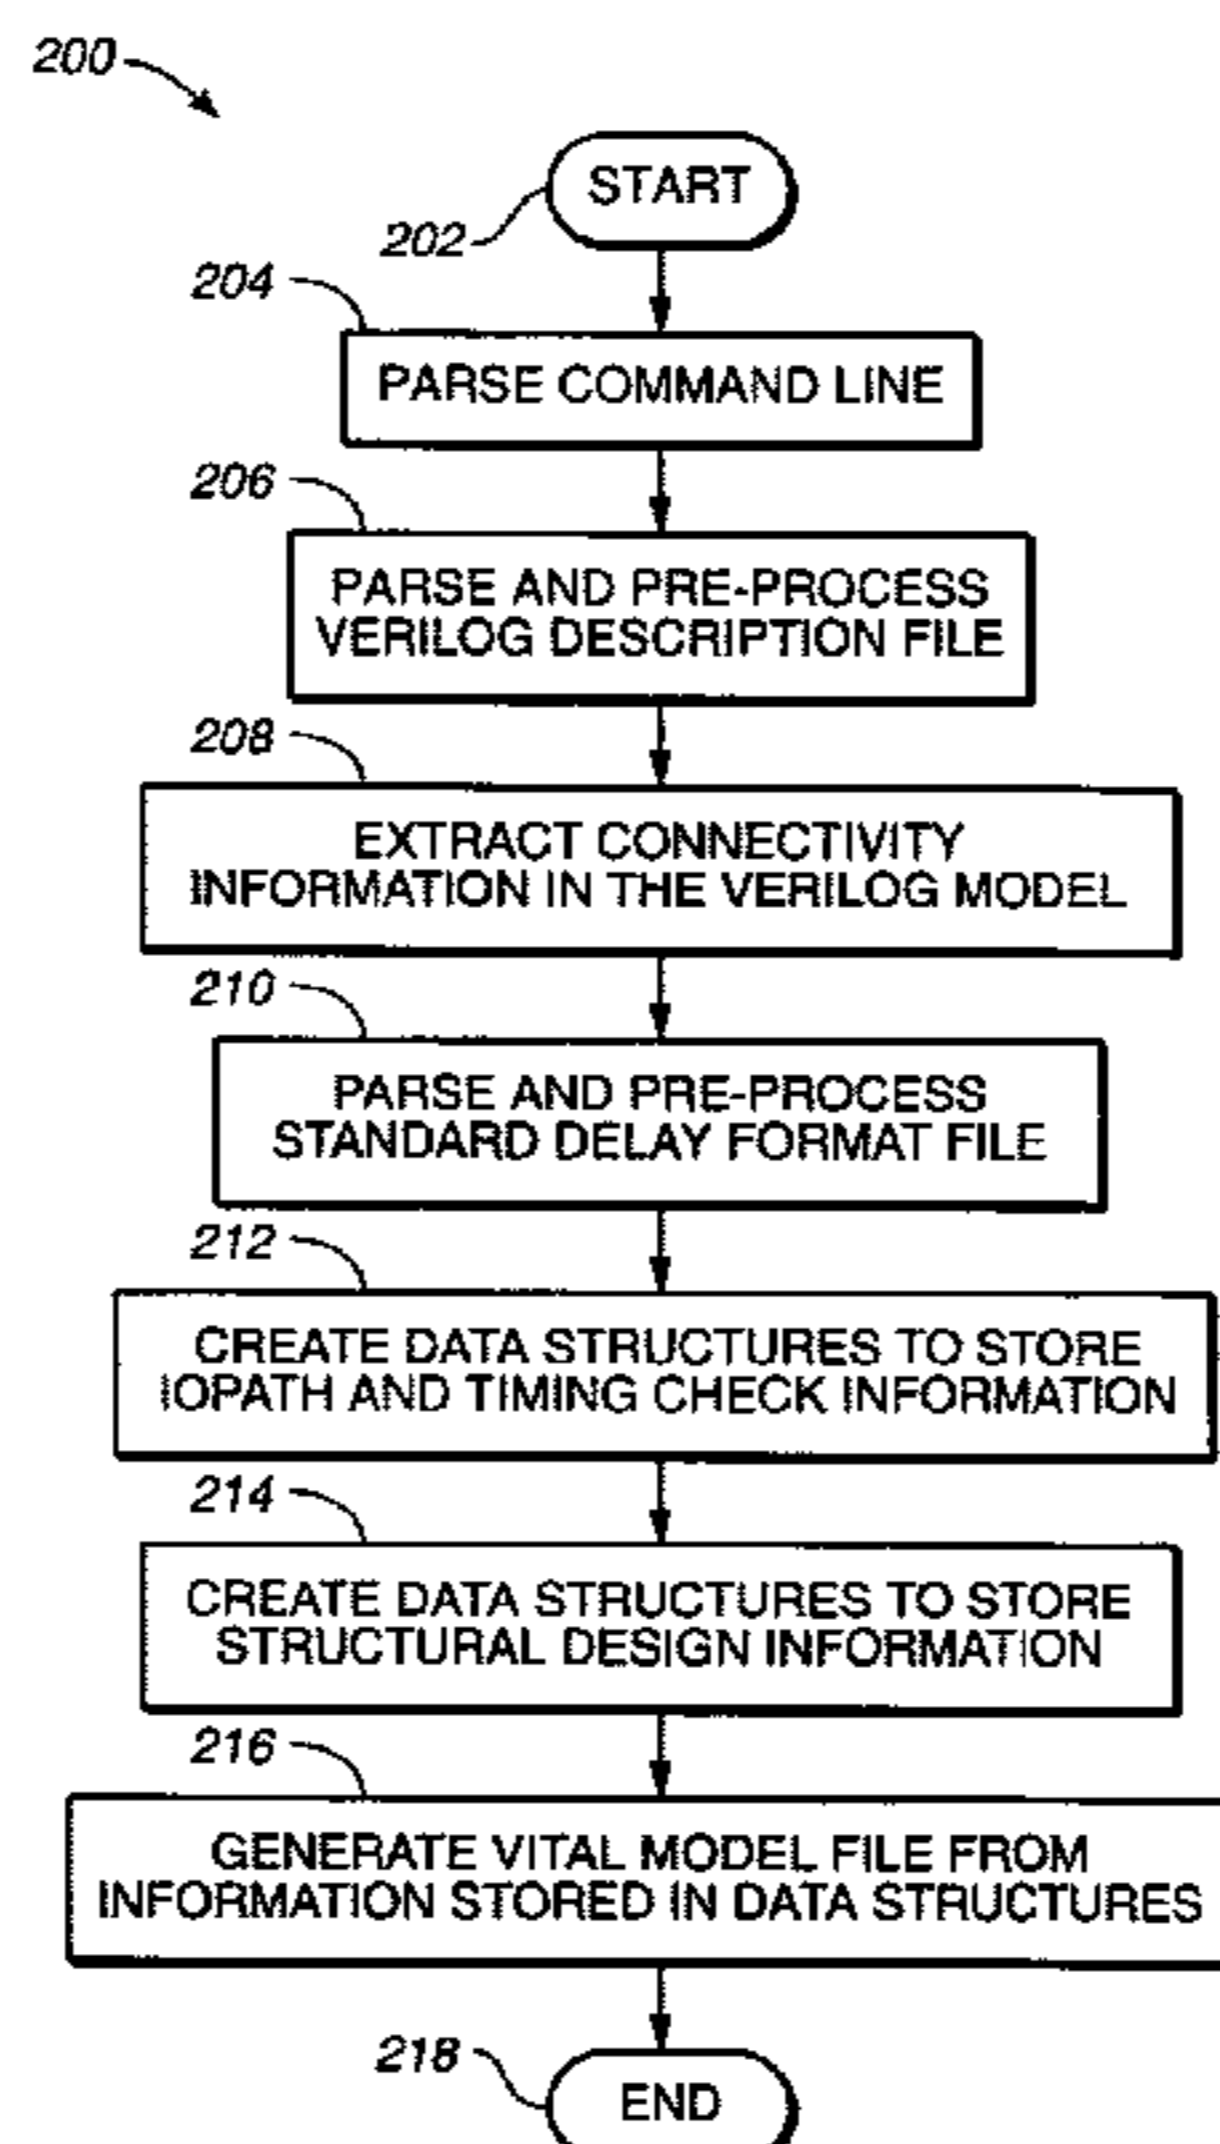 200
START
202
204
PARSE COMMAND LINE
206
PARSE AND PRE-PROCESS
VERILOG DESCRIPTION FILE
208
EXTRACT CONNECTIVITY
INFORMATION IN THE VERILOG MODEL
210
PARSE AND PRE-PROCESS
STANDARD DELAY FORMAT FILE
212
CREATE DATA STRUCTURES TO STORE
IOPATH AND TIMING CHECK INFORMATION
214
CREATE DATA STRUCTURES TO STORE
STRUCTURAL DESIGN INFORMATION
216
GENERATE VITAL MODEL FILE FROM
INFORMATION STORED IN DATA STRUCTURES
218
END